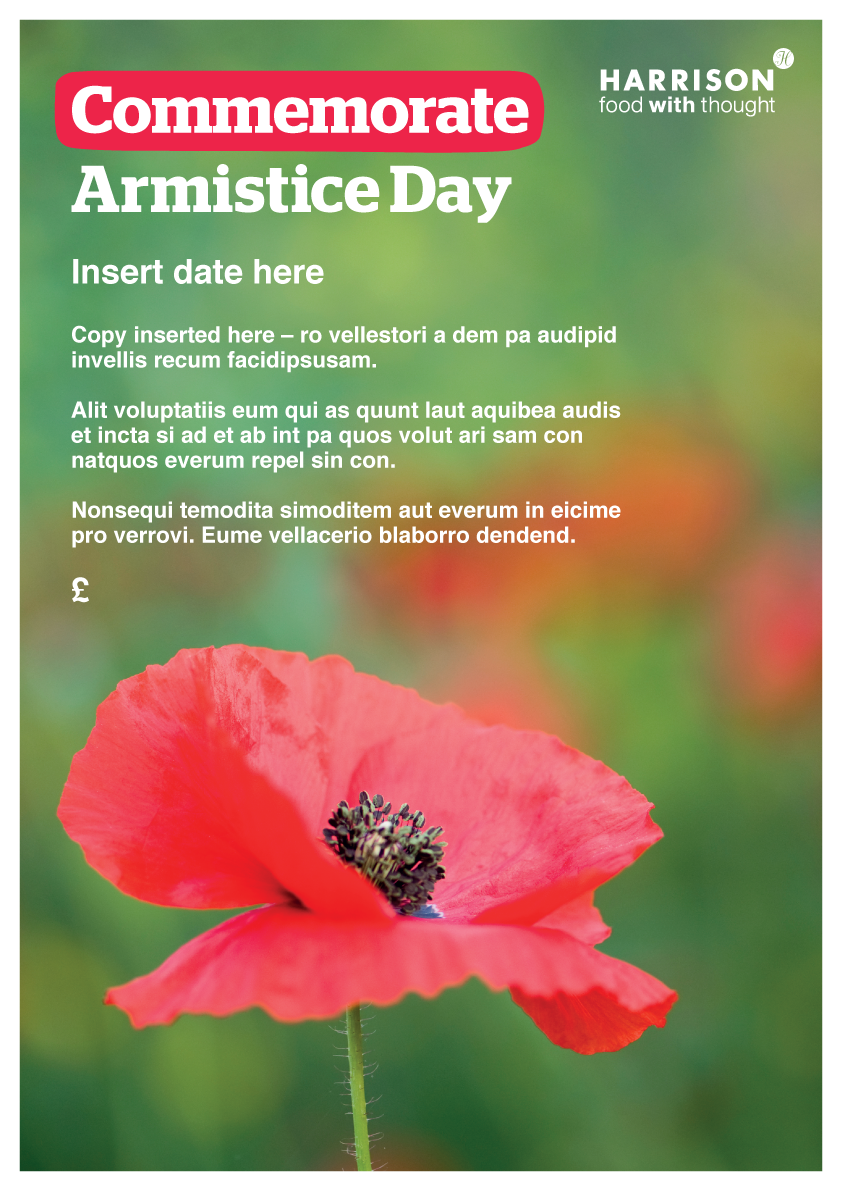 Commemorate
Armistice Day
HARRISON
food with thought
Insert date here
Copy inserted here – ro vellestori a dem pa audipid
invellis recum facidipsusam.
Alit voluptatiis eum qui as quunt laut aquibea audis
et incta si ad et ab int pa quos volut ari sam con
natquos everum repel sin con.
Nonsequi temodita simoditem aut everum in eicime
pro verrovi. Eume vellacerio blaborro dendend.
£